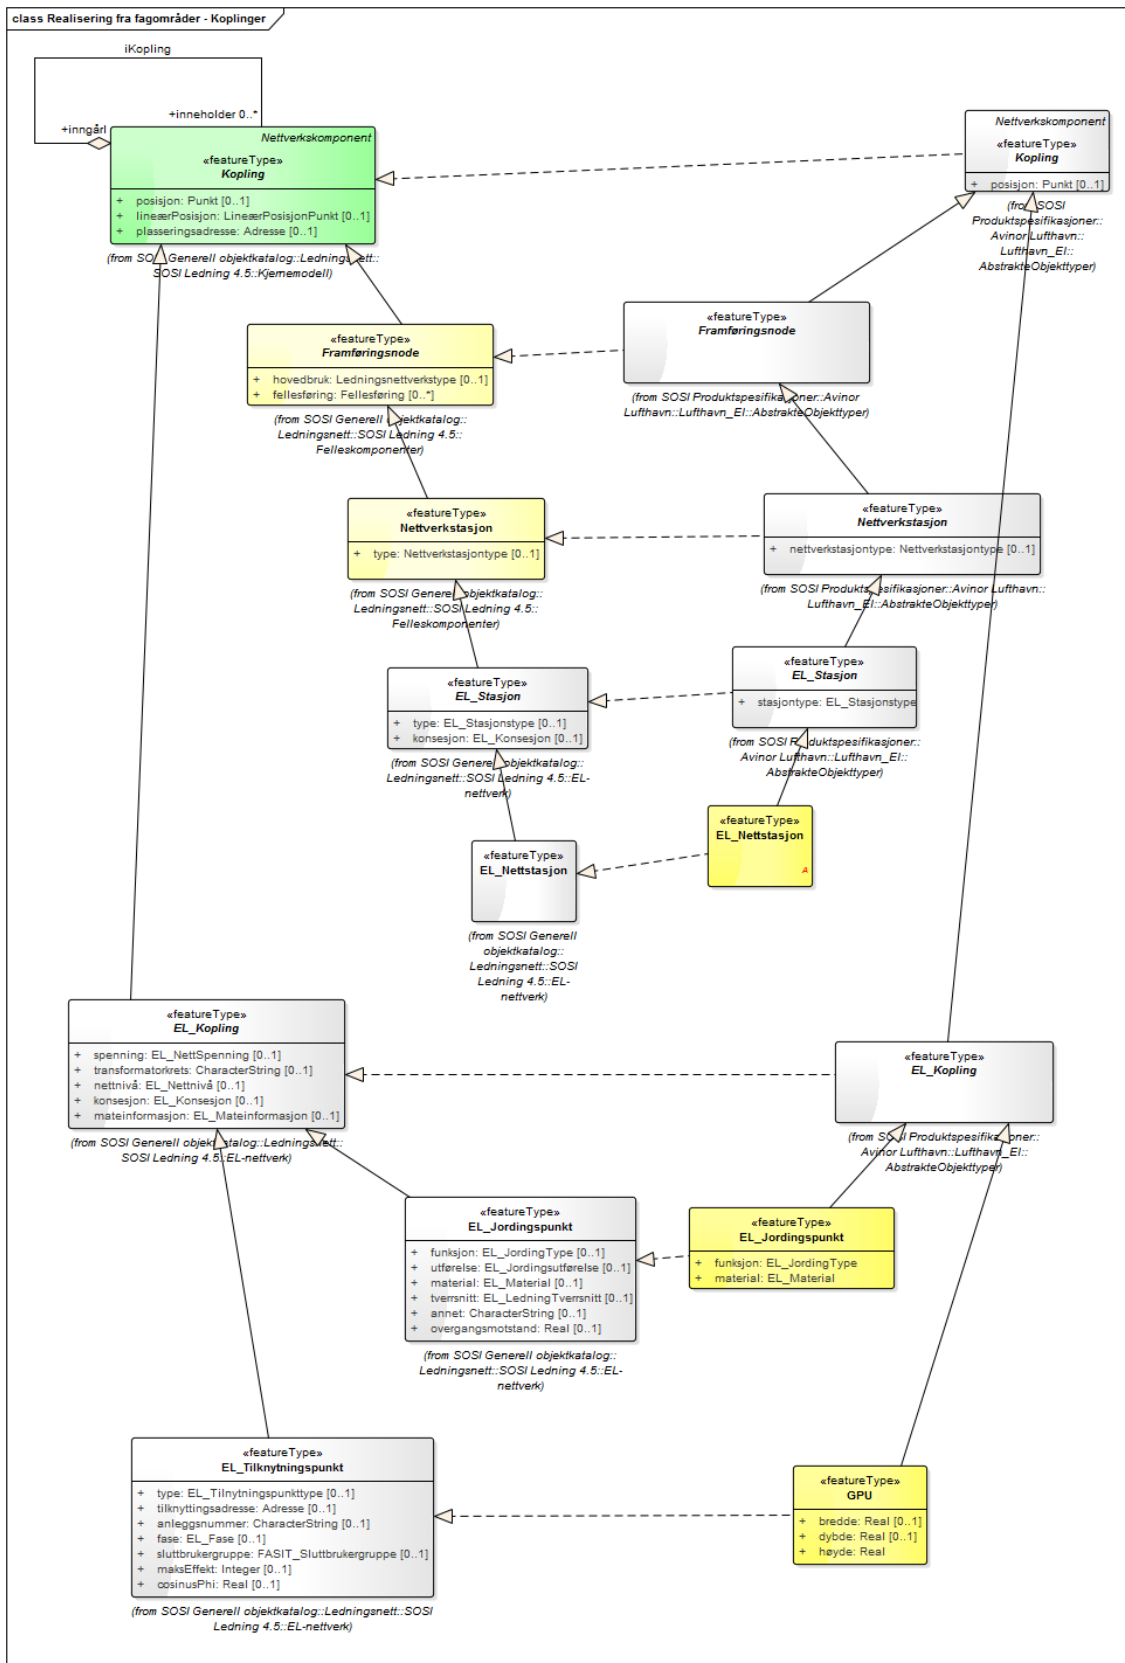 class Realisering fra fagområder - Koplinger
iKopling
+inneholder 0..*
+inngårI
Nettverkskomponent
«featureType»
Kopling
+ posisjon: Punkt [0..1]
+ lineærPosisjon: LineærPosisjonPunkt [0..1]
+ plasseringsadresse: Adresse [0..1]
(from SOSI Generell objektkatalog::Ledningsnett::
SOSI Ledning 4.5::Kjernemodell)
Nettverkskomponent
«featureType»
Kopling
+ posisjon: Punkt [0..1]
(from SOSI
Produktspesifikasjoner::
Avinor Lufthavn::
Lufthavn_El::
AbstrakteObjekttyper)
«featureType»
Framføringsnode
+ hovedbruk: Ledningsnettverkstype [0..1]
+ fellesføring: Fellesføring [0..*]
(from SOSI Generell objektkatalog::
Ledningsnett::SOSI Ledning 4.5::
Felleskomponenter)
«featureType»
Framføringsnode
(from SOSI Produktspesifikasjoner::Avinor
Lufthavn::Lufthavn_El::AbstrakteObjekttyper)
«featureType»
Nettverkstasjon
+ type: Nettverkstasjontype [0..1]
(from SOSI Generell objektkatalog::
Ledningsnett::SOSI Ledning 4.5::
Felleskomponenter)
«featureType»
Nettverkstasjon
+ nettverkstasjontype: Nettverkstasjontype [0..1]
(from SOSI Produktspesifikasjoner::Avinor Lufthavn::
Lufthavn_El::AbstrakteObjekttyper)
«featureType»
EL_Stasjon
+ type: EL_Stasjonstype [0..1]
+ konsesjon: EL_Konsesjon [0..1]
(from SOSI Generell objektkatalog::
Ledningsnett::SOSI Ledning 4.5::EL-
nettverk)
«featureType»
EL_Stasjon
+ stasjontype: EL_Stasjonstype
(from SOSI Produktspesifikasjoner::
Avinor Lufthavn::Lufthavn_El::
AbstrakteObjekttyper)
«featureType»
EL_Nettstasjon
(from SOSI Generell
objektkatalog::
Ledningsnett::SOSI
Ledning 4.5::EL-
nettverk)
«featureType»
EL_Nettstasjon
A
«featureType»
EL_Kopling
+ spenning: EL_NettSpenning [0..1]
+ transformatorkrets: CharacterString [0..1]
+ nettnivå: EL_Nettnivå [0..1]
+ konsesjon: EL_Konsesjon [0..1]
+ mateinformasjon: EL_Mateinformasjon [0..1]
(from SOSI Generell objektkatalog::Ledningsnett::
SOSI Ledning 4.5::EL-nettverk)
«featureType»
EL_Kopling
(from SOSI Produktspesifikasjoner::
Avinor Lufthavn::Lufthavn_El::
AbstrakteObjekttyper)
«featureType»
EL_Jordingspunkt
+ funksjon: EL_JordingType [0..1]
+ utførelse: EL_Jordingsutførelse [0..1]
+ material: EL_Material [0..1]
+ tverrsnitt: EL_LedningTverrsnitt [0..1]
+ annet: CharacterString [0..1]
+ overgangsmotstand: Real [0..1]
(from SOSI Generell objektkatalog::
Ledningsnett::SOSI Ledning 4.5::EL-
nettverk)
«featureType»
EL_Jordingspunkt
+ funksjon: EL_JordingType
+ material: EL_Material
«featureType»
EL_Tilknytningspunkt
+ type: EL_Tilnytningspunkttype [0..1]
+ tilknyttingsadresse: Adresse [0..1]
+ anleggsnummer: CharacterString [0..1]
+ fase: EL_Fase [0..1]
+ sluttbrukergruppe: FASIT_Sluttbrukergruppe [0..1]
+ maksEffekt: Integer [0..1]
+ cosinusPhi: Real [0..1]
(from SOSI Generell objektkatalog::Ledningsnett::SOSI
Ledning 4.5::EL-nettverk)
«featureType»
GPU
+ bredde: Real [0..1]
+ dybde: Real [0..1]
+ høyde: Real